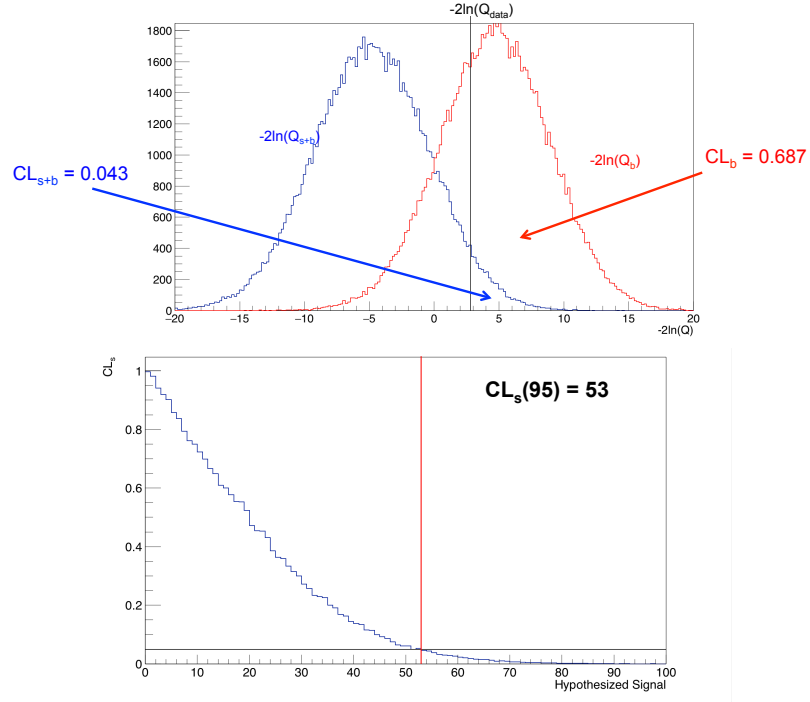 -2ln(Q_data)
1800
1600
1400
1200
1000
800
600
400
200
0
-2ln(Q_s+b)
-2ln(Q_b)
CL_s+b = 0.043
CL_b = 0.687
−20 −15 −10 −5 0 5 10 15 20
-2ln(Q)
CL_s
1
0.8
0.6
0.4
0.2
0
CL_s(95) = 53
0 10 20 30 40 50 60 70 80 90 100
Hypothesized Signal